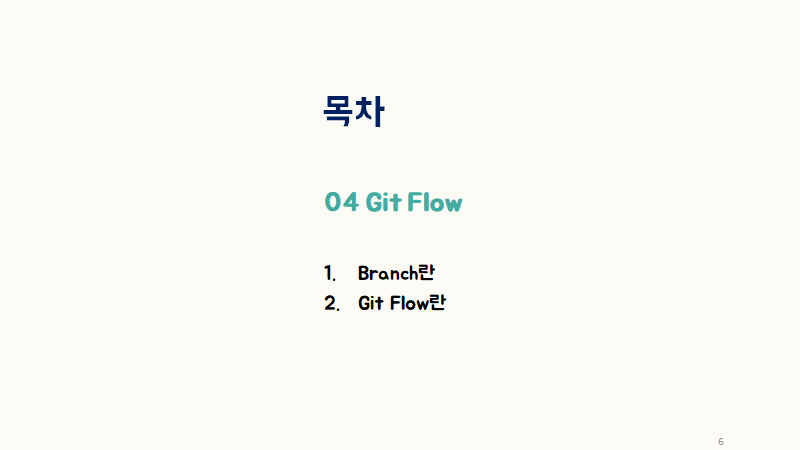 목차
04 Git Flow
1. Branch란
2. Git Flow란
6